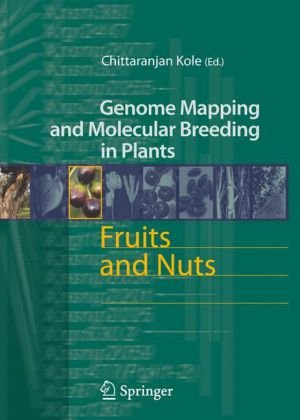 Chittaranjan Kole (Ed.)
Genome Mapping
and Molecular Breeding
in Plants
Fruits
and Nuts
Springer